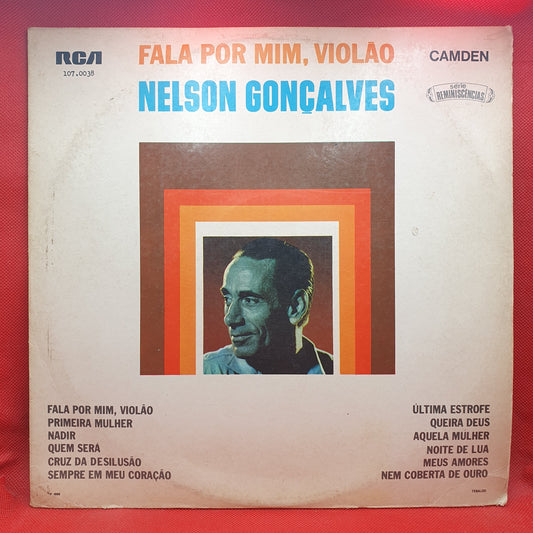 RCA
107.0038
FALA POR MIM, VIOLÃO
NELSON GONÇALVES
CAMDEN
série
REMINISCÊNCIAS
FALA POR MIM, VIOLÃO
PRIMEIRA MULHER
NADIR
QUEM SERÁ
CRUZ DA DESILUSÃO
SEMPRE EM MEU CORAÇÃO
ÚLTIMA ESTROFE
QUEIRA DEUS
AQUELA MULHER
NOITE DE LUA
MEUS AMORES
NEM COBERTA DE OURO